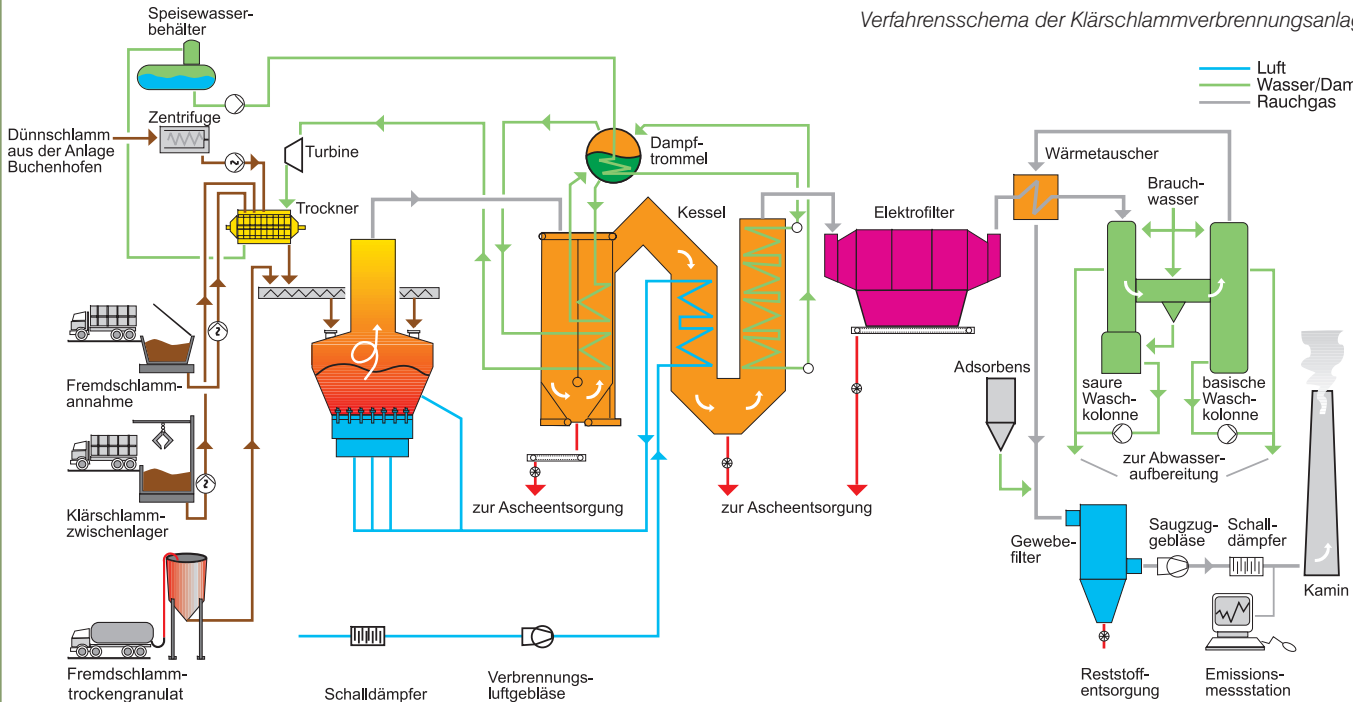 Verfahrensschema der Klärschlammverbrennungsanlag
Speisewasser-
behälter
Luft
Wasser/Dam
Rauchgas
Zentrifuge
Dünnschlamm
aus der Anlage
Buchenhofen
Turbine
Dampf-
trommel
Wärmetauscher
Brauch-
wasser
Trockner
Kessel
Elektrofilter
Fremdschlamm-
annahme
Adsorbens
saure
Wasch-
kolonne
basische
Wasch-
kolonne
zur Abwasser-
aufbereitung
zur Ascheentsorgung
zur Ascheentsorgung
Klärschlamm-
zwischenlager
Gewebe-
filter
Saugzug-
gebläse
Schall-
dämpfer
Kamin
Fremdschlamm-
trockengranulat
Schalldämpfer
Verbrennungs-
luftgebläse
Reststoff-
entsorgung
Emissions-
messstation